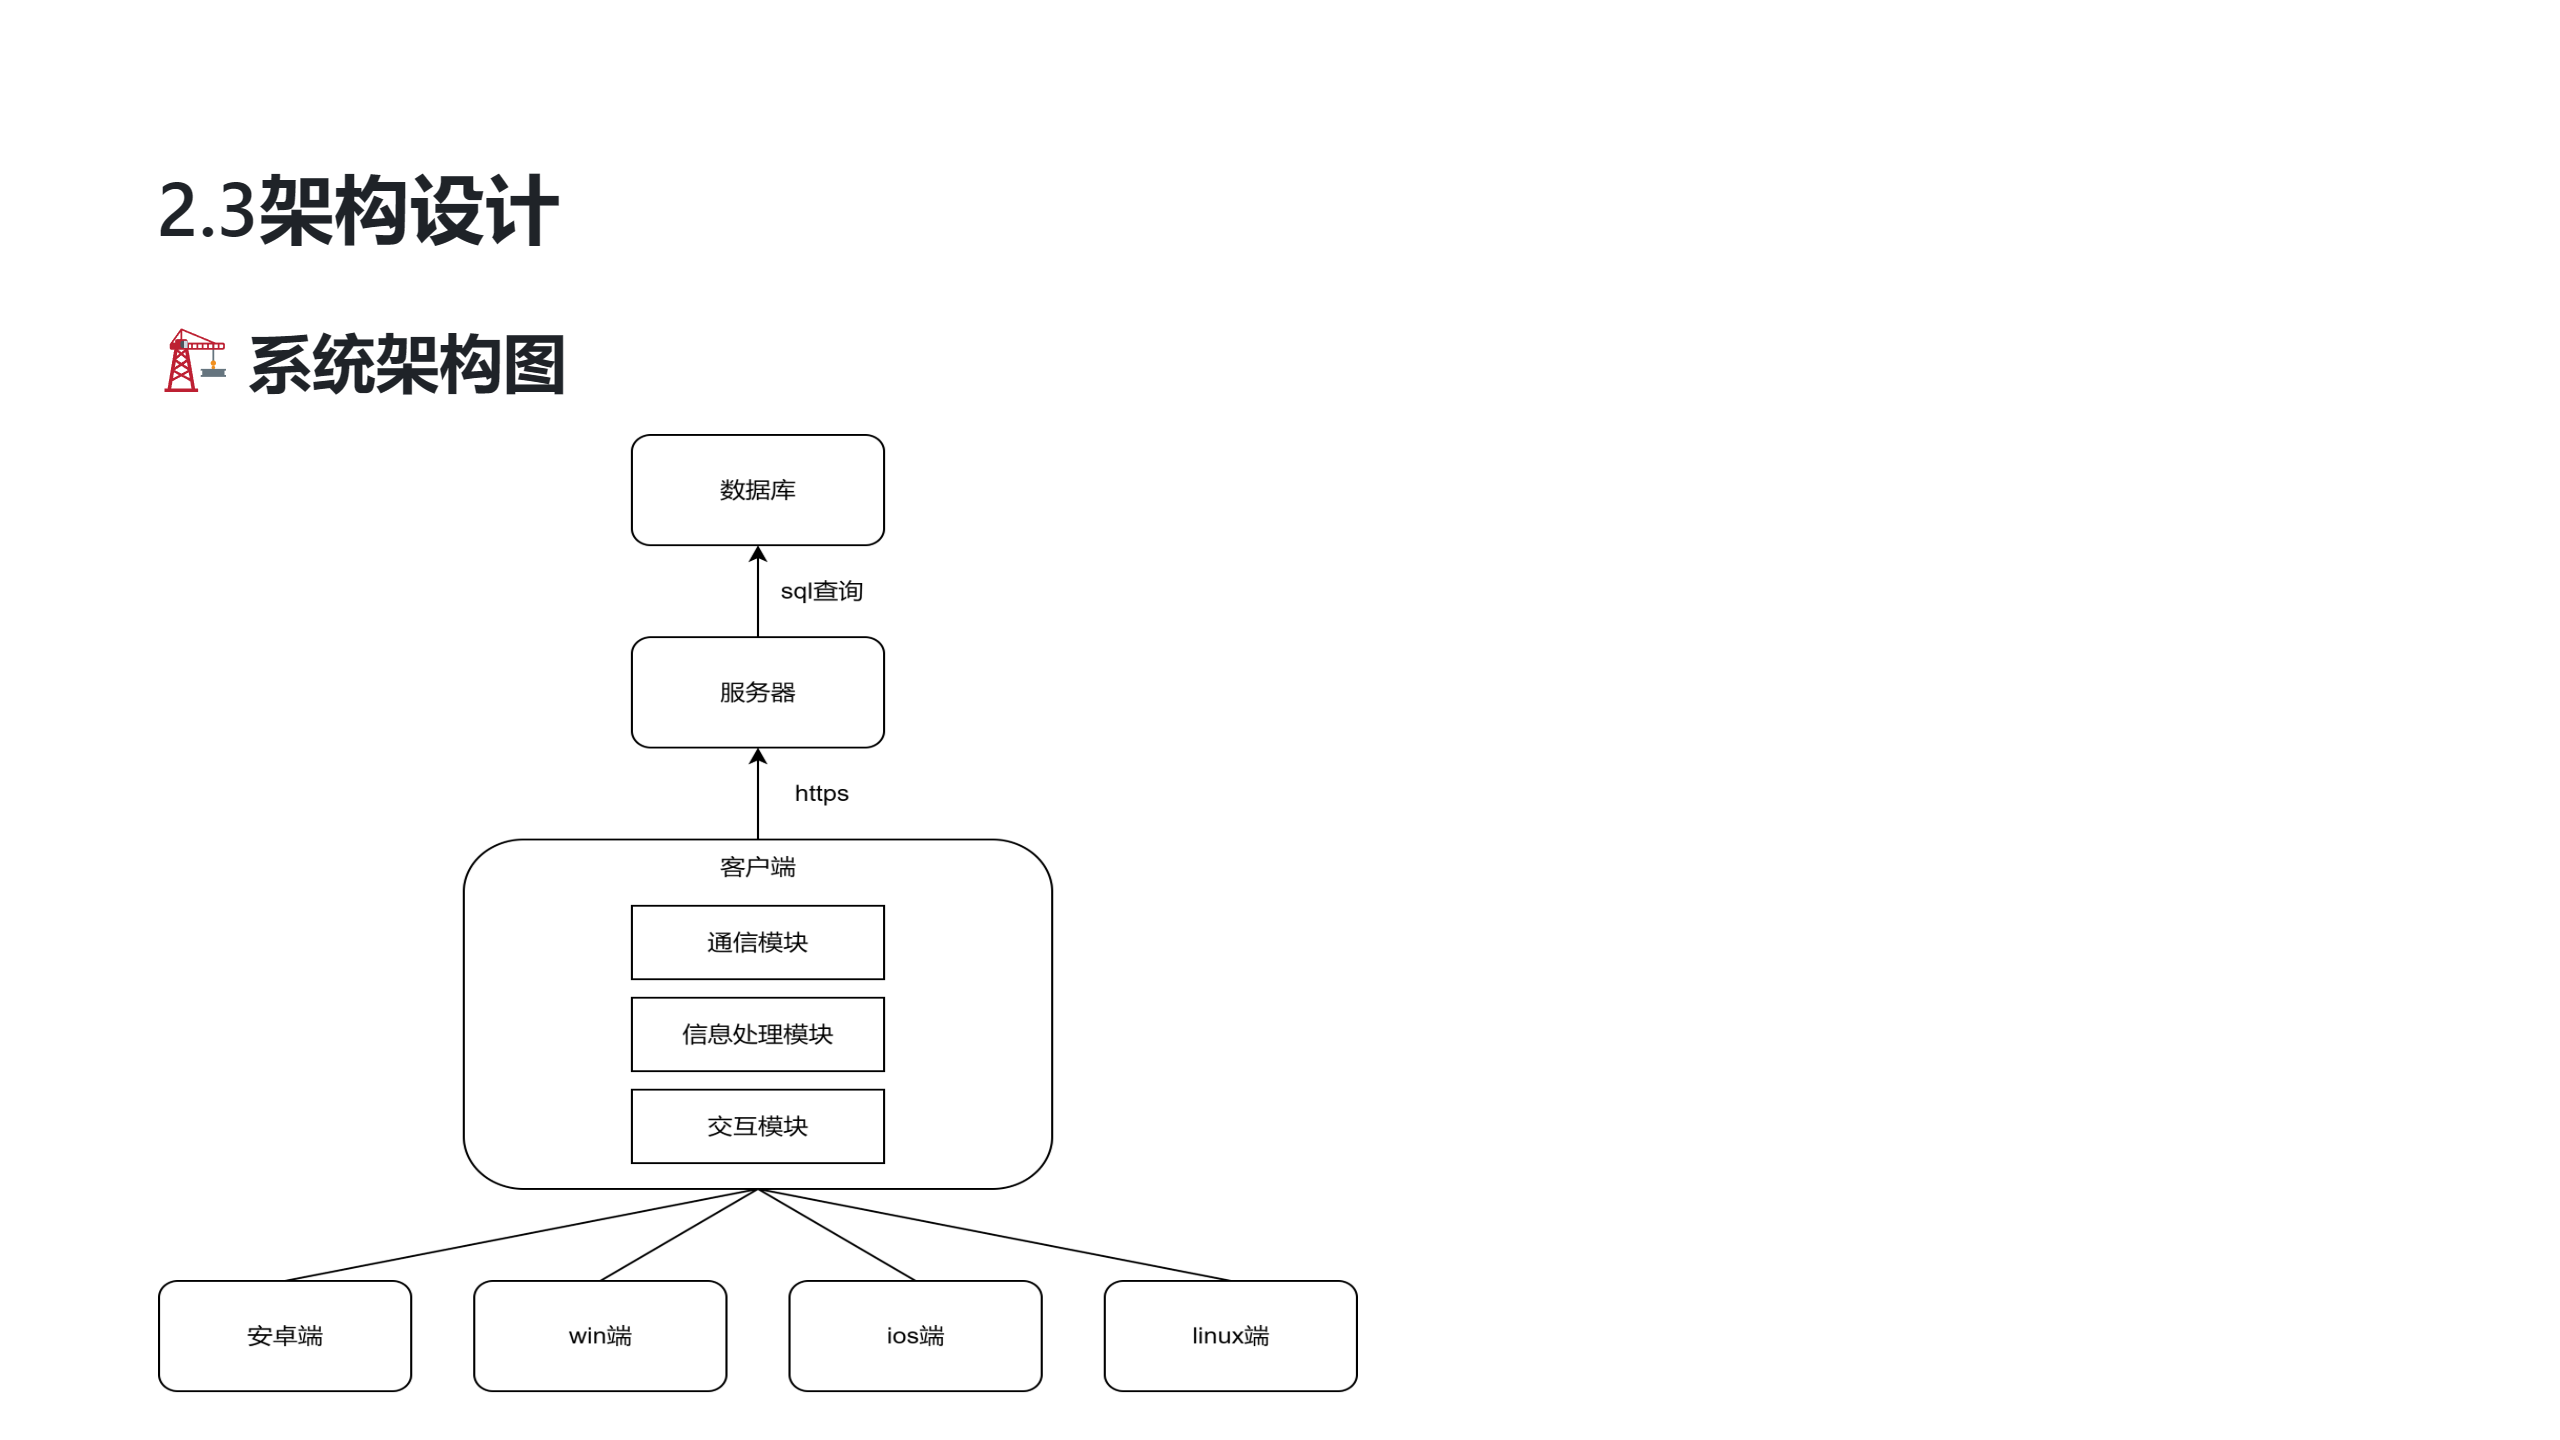 2.3架构设计
系统架构图
数据库
sql查询
服务器
https
客户端
通信模块
信息处理模块
交互模块
安卓端
win端
ios端
linux端